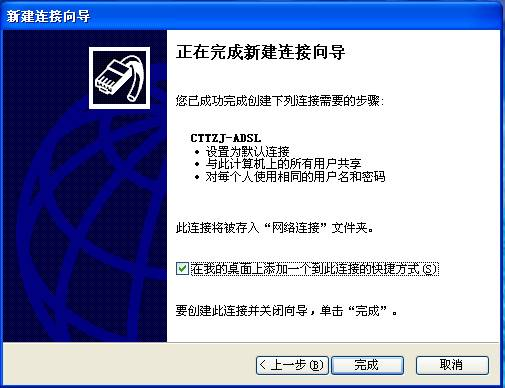 新建连接向导
正在完成新建连接向导
您已成功完成创建下列连接需要的步骤:
CTTZJ-ADSL
• 设置为默认连接
• 与此计算机上的所有用户共享
• 对每个人使用相同的用户名和密码
此连接将被存入“网络连接”文件夹。
在我的桌面上添加一个到此连接的快捷方式(S)
要创建此连接并关闭向导，单击“完成”。
< 上一步(B) 完成 取消